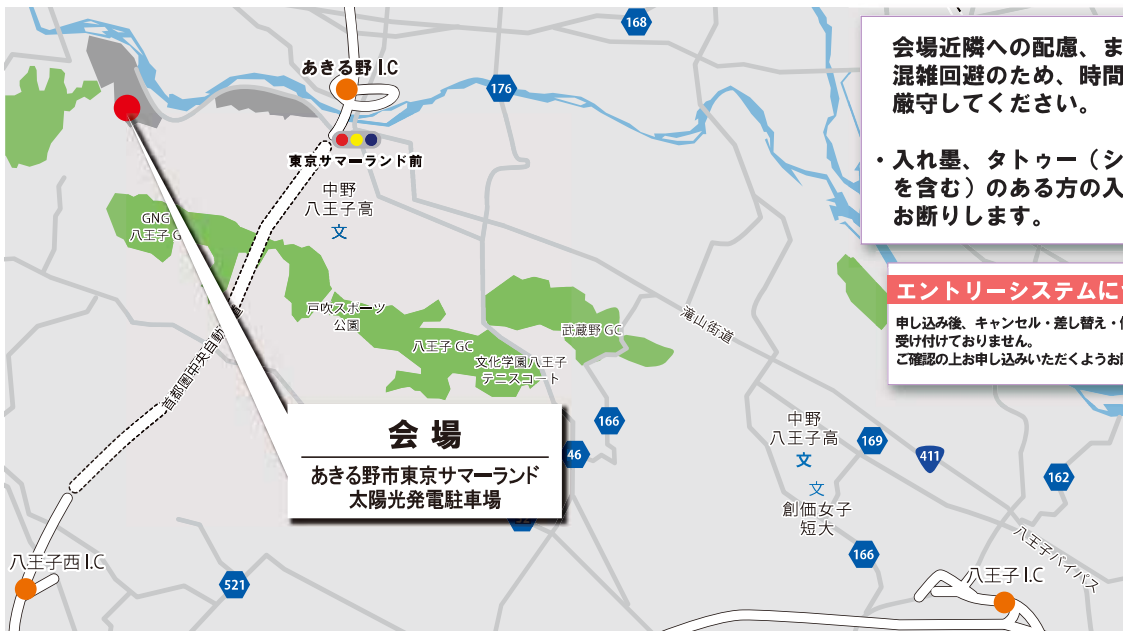 168
あきる野 I.C
176
東京サマーランド前
中野
八王子高
文
GNG
八王子 G
戸吹スポーツ
公園
八王子 GC
文化学園八王子
テニスコート
武蔵野 GC
滝山街道
首都圏中央自動
会場
あきる野市東京サマーランド
太陽光発電駐車場
166
46
中野
八王子高
文
169
411
162
文
創価女子
短大
166
八王子バイパス
八王子 I.C
八王子西 I.C
521
会場近隣への配慮、ま
混雑回避のため、時間
厳守してください。
・入れ墨、タトゥー（シ
を含む）のある方の入
お断りします。
エントリーシステムに
申し込み後、キャンセル・差し替え・
受け付けておりません。
ご確認の上お申し込みいただくようお